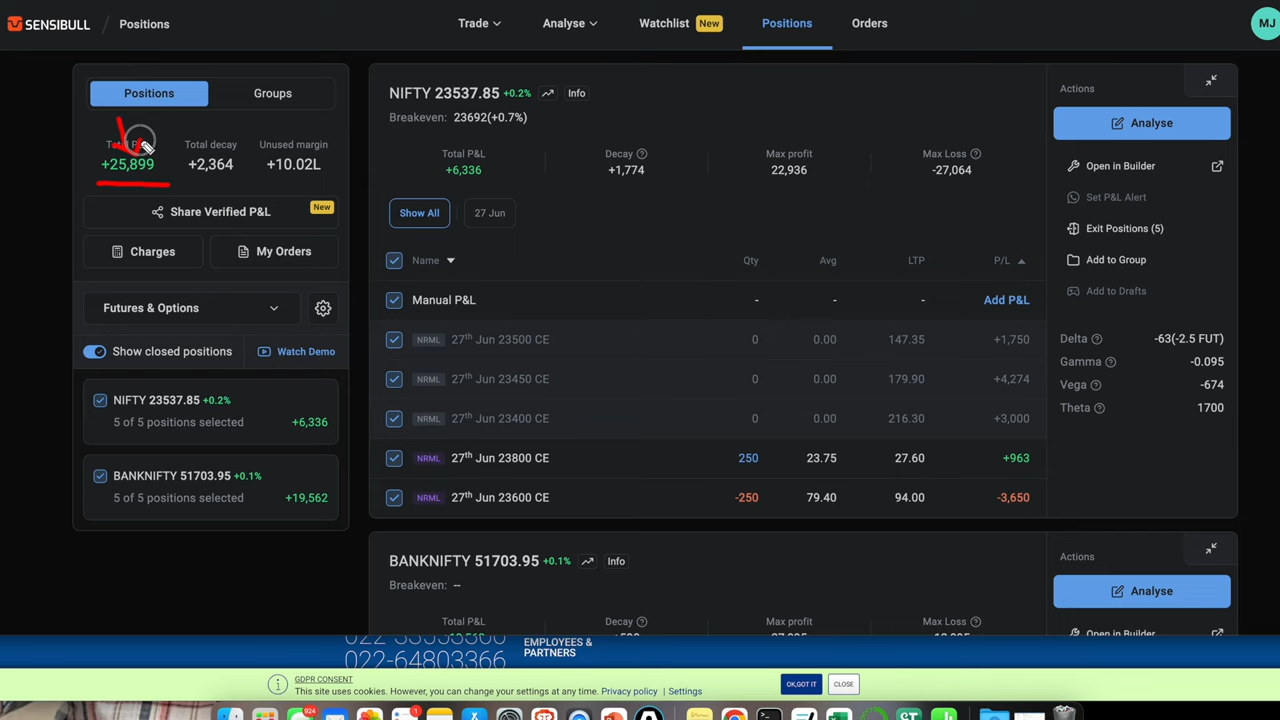 SENSIBULL / Positions
Trade
Analyse
Watchlist New
Positions
Orders
MJ
Positions
Groups
Total decay
Unused margin
+25,899
+2,364
+10.02L
Share Verified P&L
New
Charges
My Orders
Futures & Options
Show closed positions
Watch Demo
NIFTY 23537.85 +0.2%
5 of 5 positions selected
+6,336
BANKNIFTY 51703.95 +0.1%
5 of 5 positions selected
+19,562
NIFTY 23537.85 +0.2% Info
Breakeven: 23692(+0.7%)
Total P&L
Decay
Max profit
Max Loss
+6,336
+1,774
22,936
-27,064
Show All
27 Jun
Name Qty Avg LTP P/L
Manual P&L - - - Add P&L
NRML 27th Jun 23500 CE 0 0.00 147.35 +1,750
NRML 27th Jun 23450 CE 0 0.00 179.90 +4,274
NRML 27th Jun 23400 CE 0 0.00 216.30 +3,000
NRML 27th Jun 23800 CE 250 23.75 27.60 +963
NRML 27th Jun 23600 CE -250 79.40 94.00 -3,650
Actions
Analyse
Open in Builder
Set P&L Alert
Exit Positions (5)
Add to Group
Add to Drafts
Delta -63(-2.5 FUT)
Gamma -0.095
Vega -674
Theta 1700
BANKNIFTY 51703.95 +0.1% Info
Breakeven: --
Total P&L
Decay
Max profit
Max Loss
Actions
Analyse
Open in Builder
022-64803366
EMPLOYEES &
PARTNERS
GDPR CONSENT
This site uses cookies. However, you can change your settings at any time. Privacy policy | Settings
OK,GOT IT
CLOSE
924
1